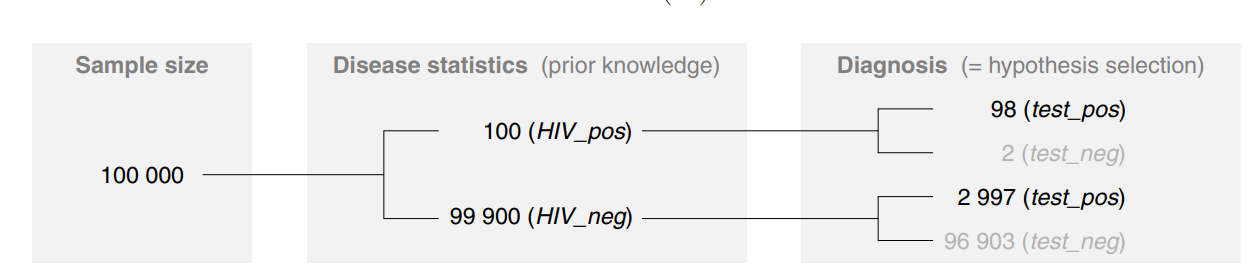 Sample size
Disease statistics (prior knowledge)
Diagnosis (= hypothesis selection)
100 000
100 (HIV_pos)
99 900 (HIV_neg)
98 (test_pos)
2 (test_neg)
2 997 (test_pos)
96 903 (test_neg)